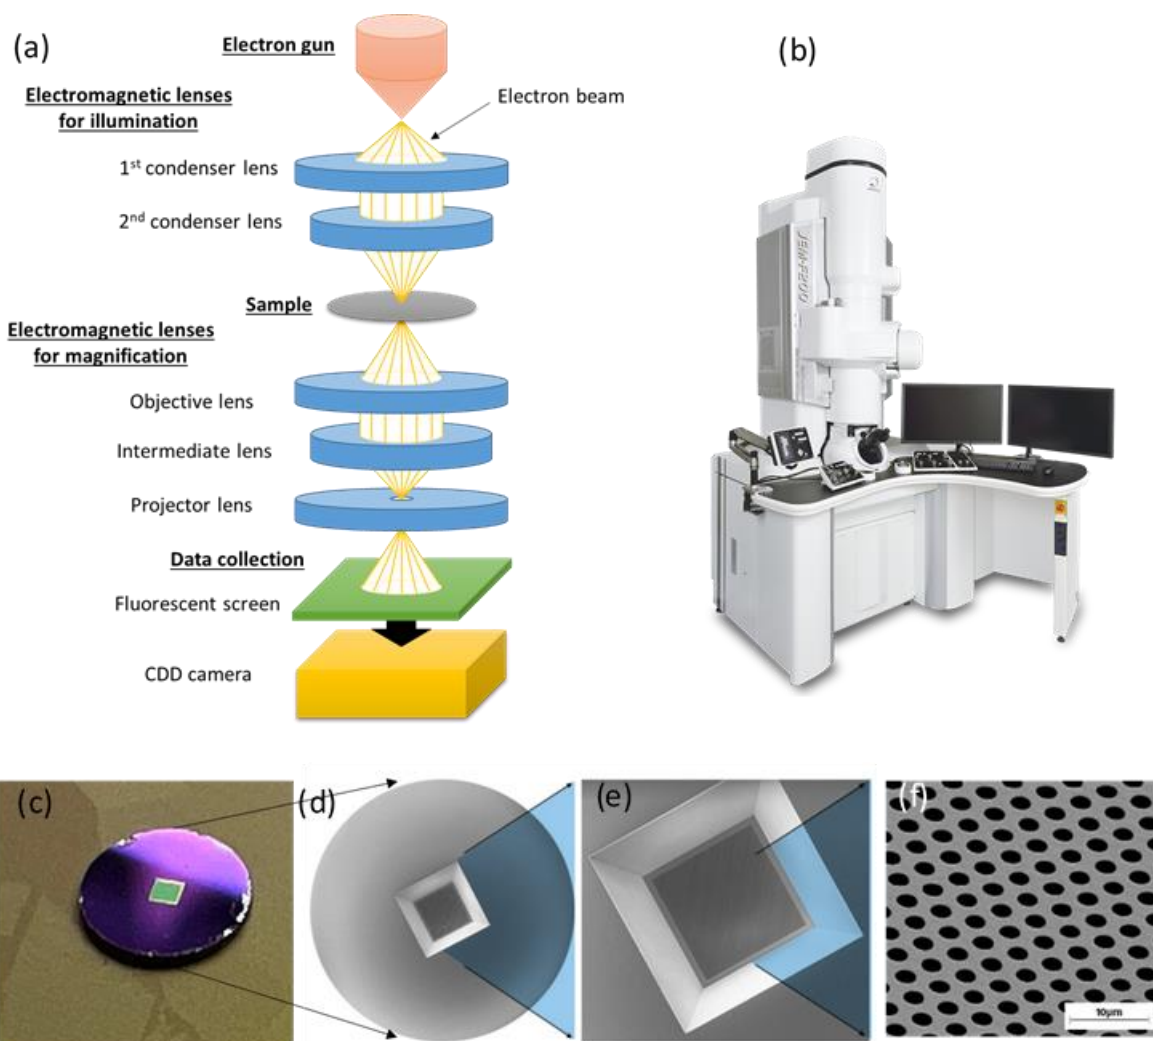 (a)
Electron gun
Electromagnetic lenses
for illumination
Electron beam
1st condenser lens
2nd condenser lens
Sample
Electromagnetic lenses
for magnification
Objective lens
Intermediate lens
Projector lens
Data collection
Fluorescent screen
CDD camera
(b)
JEM-F200
(c)
(d)
(e)
(f)
10µm